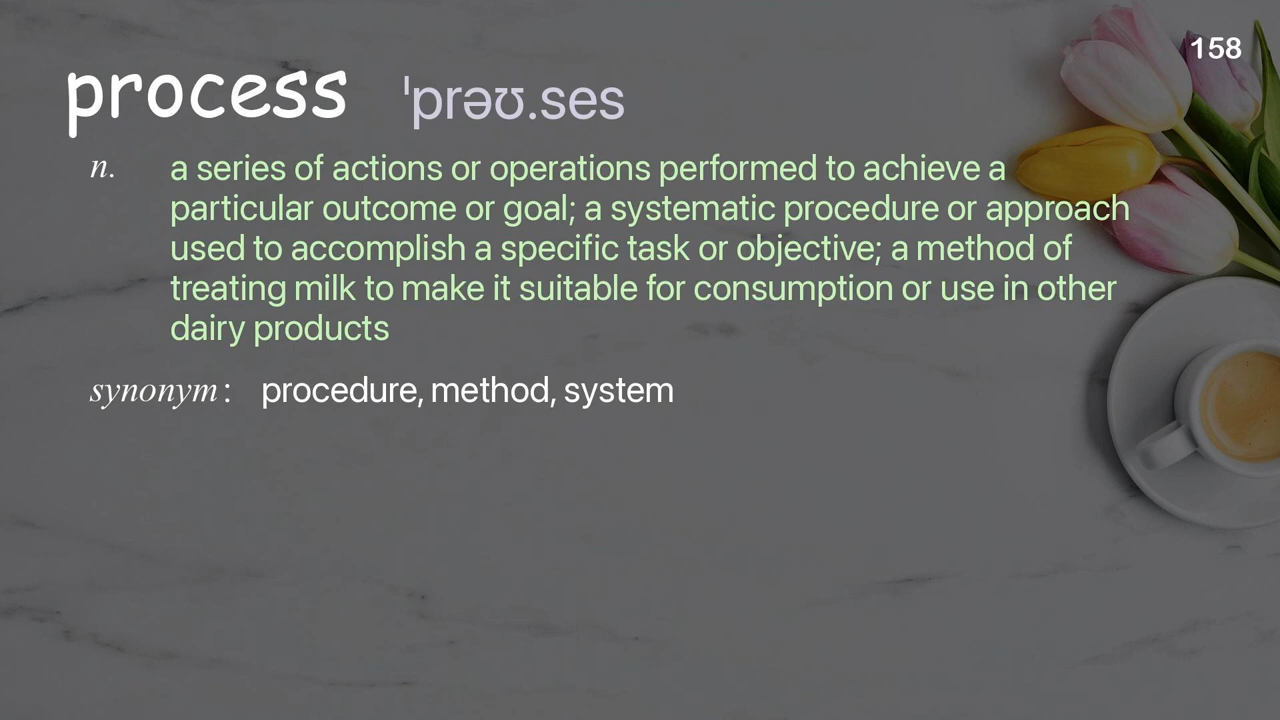 158
process ˈprəʊ.ses
n. a series of actions or operations performed to achieve a
particular outcome or goal; a systematic procedure or approach
used to accomplish a specific task or objective; a method of
treating milk to make it suitable for consumption or use in other
dairy products
synonym: procedure, method, system